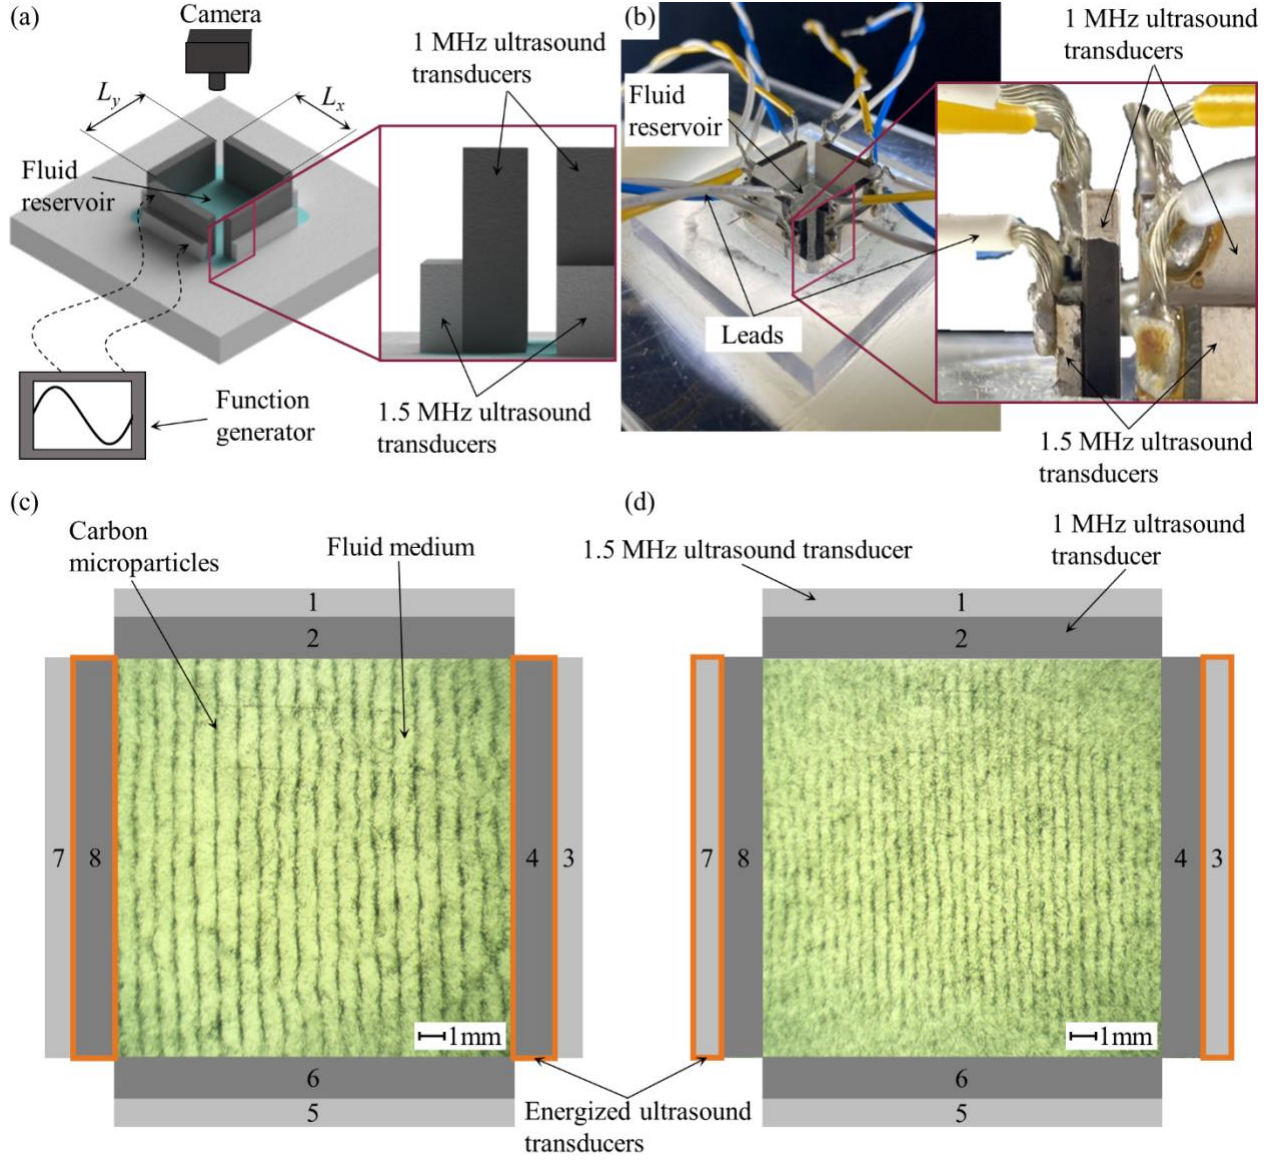 (a)
Camera
1 MHz ultrasound
transducers
Ly
Lx
Fluid
reservoir
Function
generator
1.5 MHz ultrasound
transducers
(b)
1 MHz ultrasound
transducers
Fluid
reservoir
Leads
1.5 MHz ultrasound
transducers
(c)
Carbon
microparticles
Fluid medium
1
2
7
8
4
3
1mm
6
5
(d)
1.5 MHz ultrasound transducer
1 MHz ultrasound
transducer
1
2
7
8
4
3
1mm
6
5
Energized ultrasound
transducers